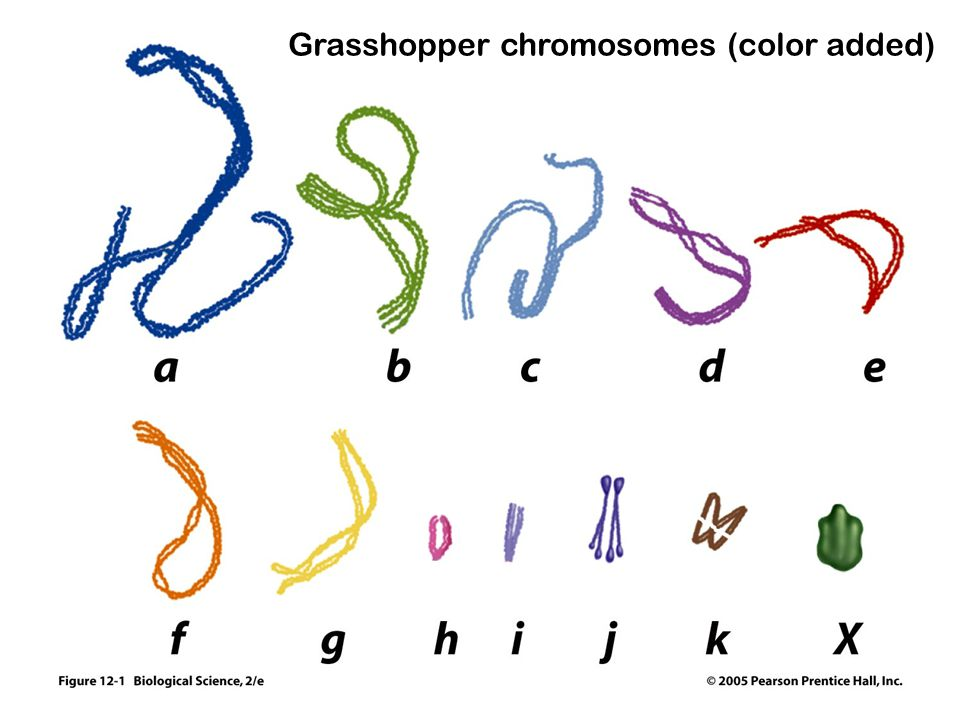 Grasshopper chromosomes (color added)
a b c d e
f g h i j k X
Figure 12-1 Biological Science, 2/e © 2005 Pearson Prentice Hall, Inc.